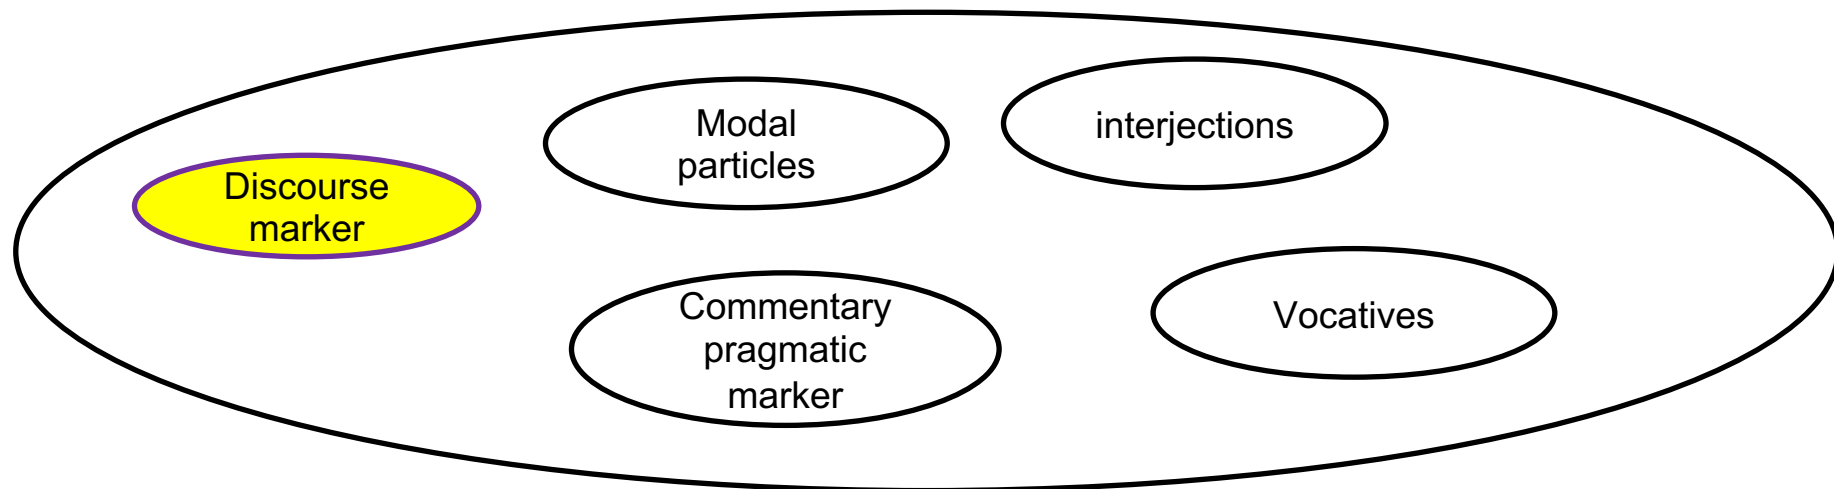 Discourse
marker
Modal
particles
interjections
Commentary
pragmatic
marker
Vocatives